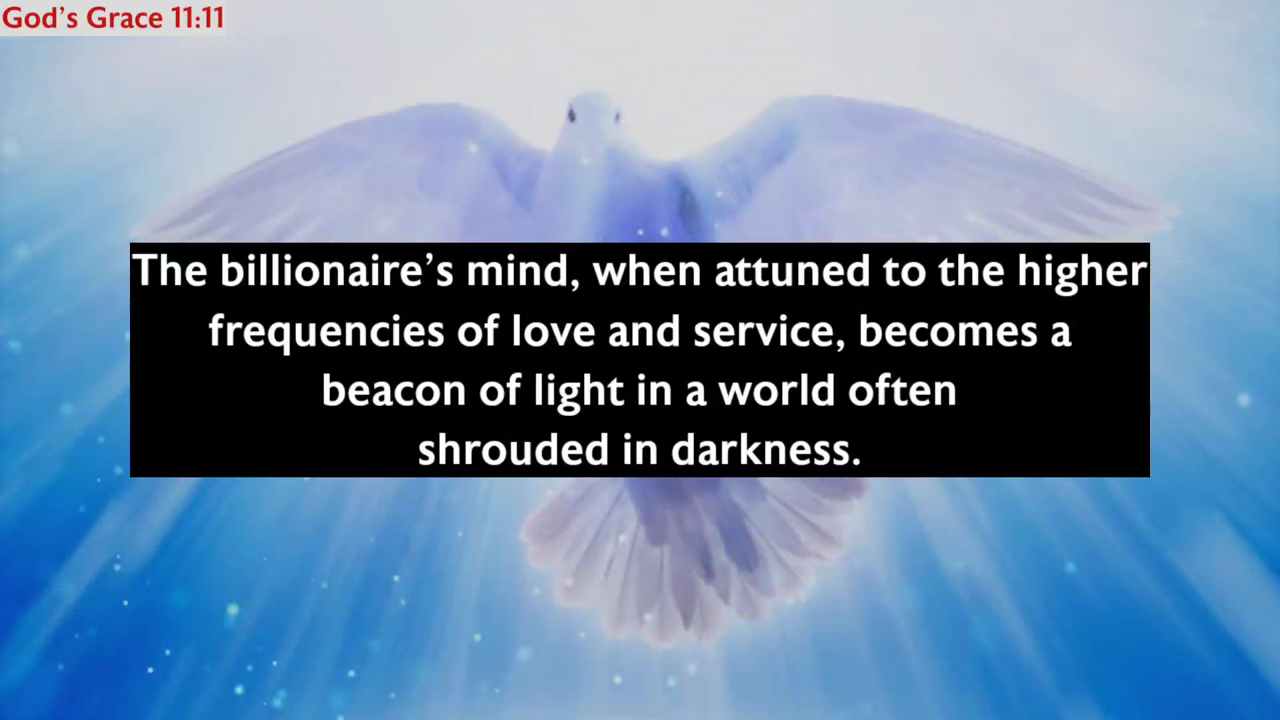 God’s Grace 11:11
The billionaire’s mind, when attuned to the higher
frequencies of love and service, becomes a
beacon of light in a world often
shrouded in darkness.